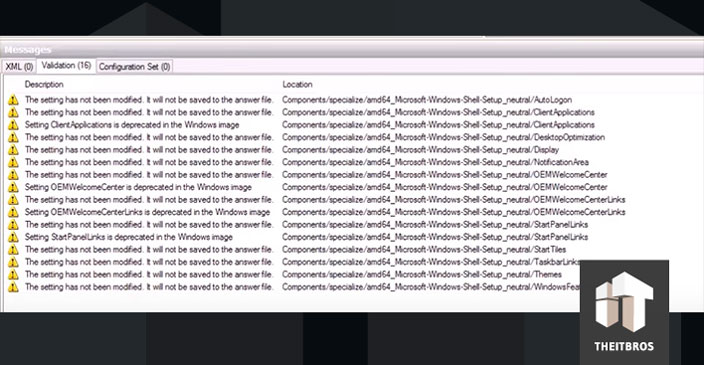 Messages
XML (0) Validation (16) Configuration Set (0)
Description Location
The setting has not been modified. It will not be saved to the answer file. Components/specialize/amd64_Microsoft-Windows-Shell-Setup_neutral/AutoLogon
The setting has not been modified. It will not be saved to the answer file. Components/specialize/amd64_Microsoft-Windows-Shell-Setup_neutral/ClientApplications
Setting ClientApplications is deprecated in the Windows image Components/specialize/amd64_Microsoft-Windows-Shell-Setup_neutral/ClientApplications
The setting has not been modified. It will not be saved to the answer file. Components/specialize/amd64_Microsoft-Windows-Shell-Setup_neutral/DesktopOptimization
The setting has not been modified. It will not be saved to the answer file. Components/specialize/amd64_Microsoft-Windows-Shell-Setup_neutral/Display
The setting has not been modified. It will not be saved to the answer file. Components/specialize/amd64_Microsoft-Windows-Shell-Setup_neutral/NotificationArea
The setting has not been modified. It will not be saved to the answer file. Components/specialize/amd64_Microsoft-Windows-Shell-Setup_neutral/OEMWelcomeCenter
Setting OEMWelcomeCenter is deprecated in the Windows image Components/specialize/amd64_Microsoft-Windows-Shell-Setup_neutral/OEMWelcomeCenter
The setting has not been modified. It will not be saved to the answer file. Components/specialize/amd64_Microsoft-Windows-Shell-Setup_neutral/OEMWelcomeCenterLinks
Setting OEMWelcomeCenterLinks is deprecated in the Windows image Components/specialize/amd64_Microsoft-Windows-Shell-Setup_neutral/OEMWelcomeCenterLinks
The setting has not been modified. It will not be saved to the answer file. Components/specialize/amd64_Microsoft-Windows-Shell-Setup_neutral/StartPanelLinks
Setting StartPanelLinks is deprecated in the Windows image Components/specialize/amd64_Microsoft-Windows-Shell-Setup_neutral/StartPanelLinks
The setting has not been modified. It will not be saved to the answer file. Components/specialize/amd64_Microsoft-Windows-Shell-Setup_neutral/StartTiles
The setting has not been modified. It will not be saved to the answer file. Components/specialize/amd64_Microsoft-Windows-Shell-Setup_neutral/TaskbarLinks
The setting has not been modified. It will not be saved to the answer file. Components/specialize/amd64_Microsoft-Windows-Shell-Setup_neutral/Themes
The setting has not been modified. It will not be saved to the answer file. Components/specialize/amd64_Microsoft-Windows-Shell-Setup_neutral/WindowsFea
THEITBROS